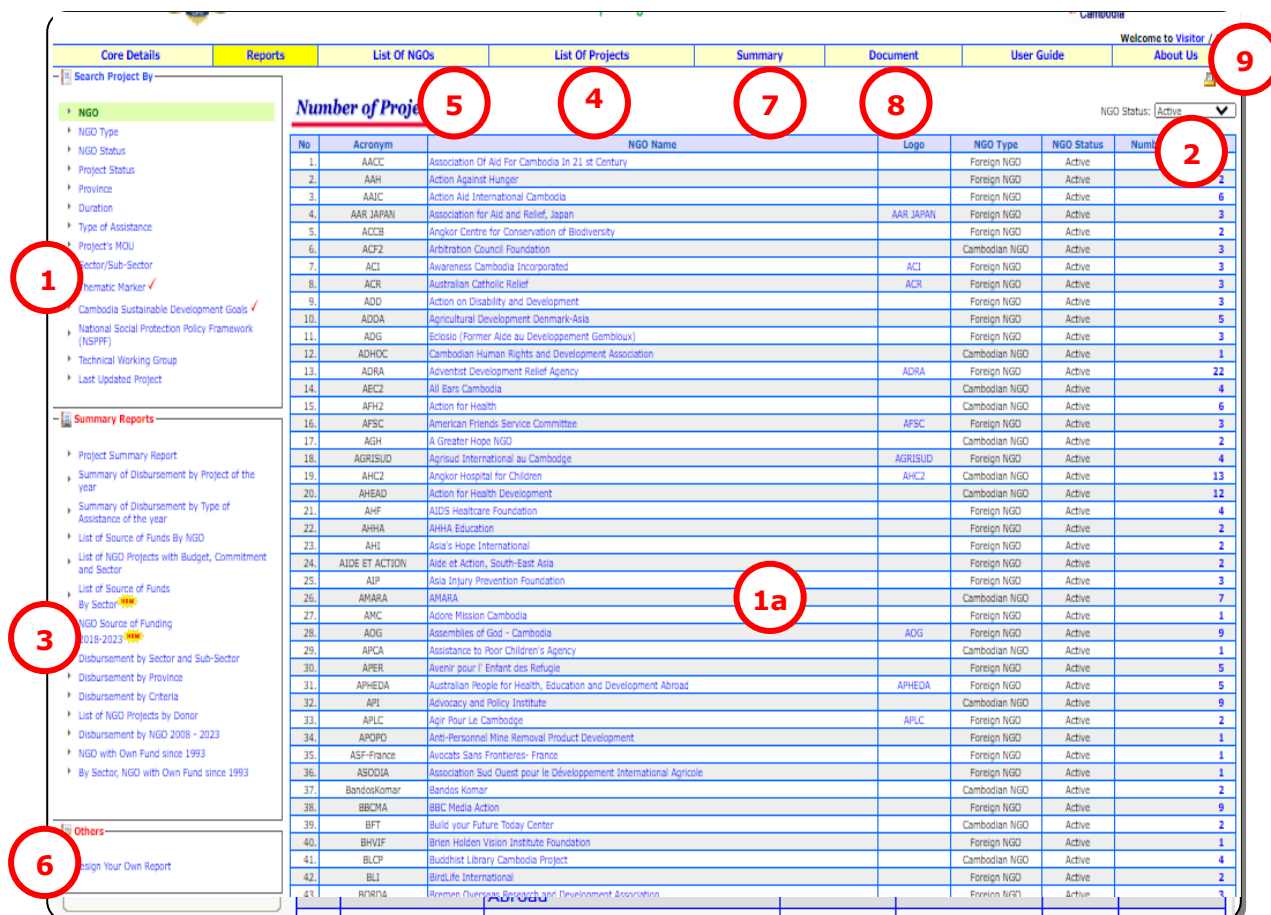 Cambodia
Welcome to Visitor /
Core Details Reports List Of NGOs List Of Projects Summary Document User Guide About Us
9
Search Project By
NGO
NGO Type
NGO Status
Project Status
Province
Duration
Type of Assistance
Project's MOU
Sector/Sub-Sector
Thematic Marker
Cambodia Sustainable Development Goals
National Social Protection Policy Framework
(NSPPF)
Technical Working Group
Last Updated Project
1
Summary Reports
Project Summary Report
Summary of Disbursement by Project of the
year
Summary of Disbursement by Type of
Assistance of the year
List of Source of Funds By NGO
List of NGO Projects with Budget, Commitment
and Sector
List of Source of Funds
By Sector NEW
NGO Source of Funding
2018-2023 NEW
Disbursement by Sector and Sub-Sector
Disbursement by Province
Disbursement by Criteria
List of NGO Projects by Donor
Disbursement by NGO 2008 - 2023
NGO with Own Fund since 1993
By Sector, NGO with Own Fund since 1993
3
Others
Design Your Own Report
6
Number of Proje
5 4 7 8
NGO Status: Active
2
No Acronym NGO Name Logo NGO Type NGO Status Numb
1. AACC Association Of Aid For Cambodia In 21 st Century Foreign NGO Active
2. AAH Action Against Hunger Foreign NGO Active 2
3. AAIC Action Aid International Cambodia Foreign NGO Active 6
4. AAR JAPAN Association for Aid and Relief, Japan AAR JAPAN Foreign NGO Active 3
5. ACCB Angkor Centre for Conservation of Biodiversity Foreign NGO Active 2
6. ACF2 Arbitration Council Foundation Cambodian NGO Active 3
7. ACI Awareness Cambodia Incorporated ACI Foreign NGO Active 3
8. ACR Australian Catholic Relief ACR Foreign NGO Active 3
9. ADD Action on Disability and Development Foreign NGO Active 3
10. ADDA Agricultural Development Denmark-Asia Foreign NGO Active 5
11. ADG Eclosio (Former Aide au Developpement Gembloux) Foreign NGO Active 3
12. ADHOC Cambodian Human Rights and Development Association Cambodian NGO Active 1
13. ADRA Adventist Development Relief Agency ADRA Foreign NGO Active 22
14. AEC2 All Ears Cambodia Cambodian NGO Active 4
15. AFH2 Action for Health Cambodian NGO Active 6
16. AFSC American Friends Service Committee AFSC Foreign NGO Active 3
17. AGH A Greater Hope NGO Cambodian NGO Active 2
18. AGRISUD Agrisud International au Cambodge AGRISUD Foreign NGO Active 4
19. AHC2 Angkor Hospital for Children AHC2 Cambodian NGO Active 13
20. AHEAD Action for Health Development Cambodian NGO Active 12
21. AHF AIDS Healtcare Foundation Foreign NGO Active 4
22. AHHA AHHA Education Foreign NGO Active 2
23. AHI Asia's Hope International Foreign NGO Active 2
24. AIDE ET ACTION Aide et Action, South-East Asia Foreign NGO Active 2
25. AIP Asia Injury Prevention Foundation Foreign NGO Active 3
26. AMARA AMARA Cambodian NGO Active 7
1a
27. AMC Adore Mission Cambodia Foreign NGO Active 1
28. AOG Assemblies of God - Cambodia AOG Foreign NGO Active 9
29. APCA Assistance to Poor Children's Agency Cambodian NGO Active 1
30. APER Avenir pour l' Enfant des Refugie Foreign NGO Active 5
31. APHEDA Australian People for Health, Education and Development Abroad APHEDA Foreign NGO Active 5
32. API Advocacy and Policy Institute Cambodian NGO Active 9
33. APLC Agir Pour Le Cambodge APLC Foreign NGO Active 2
34. APOPO Anti-Personnel Mine Removal Product Development Foreign NGO Active 1
35. ASF-France Avocats Sans Frontieres- France Foreign NGO Active 1
36. ASODIA Association Sud Ouest pour le Développement International Agricole Foreign NGO Active 1
37. BandosKomar Bandos Komar Cambodian NGO Active 2
38. BBCMA BBC Media Action Foreign NGO Active 9
39. BFT Build your Future Today Center Cambodian NGO Active 2
40. BHVIF Brien Holden Vision Institute Foundation Foreign NGO Active 1
41. BLCP Buddhist Library Cambodia Project Cambodian NGO Active 4
42. BLI BirdLife International Foreign NGO Active 2
43. BORDA Bremen Overseas Research and Development Association Foreign NGO Active 3
Abroad